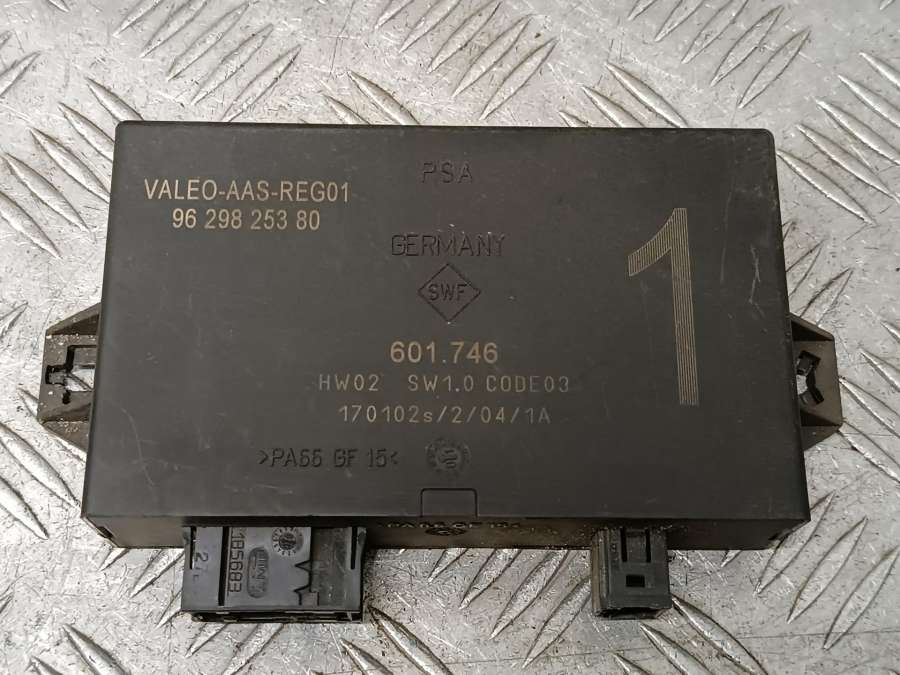 PSA
VALEO-AAS-REG01
96 298 253 80
GERMANY
SWF
1
601.746
HW02 SW1.0 CODE03
170102s/2/04/1A
>PA66 GF 15<
185683